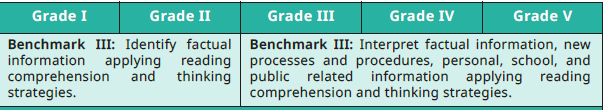 Grade I Grade II Grade III Grade IV Grade V
Benchmark III: Identify factual
information applying reading
comprehension and thinking
strategies.
Benchmark III: Interpret factual information, new
processes and procedures, personal, school, and
public related information applying reading
comprehension and thinking strategies.